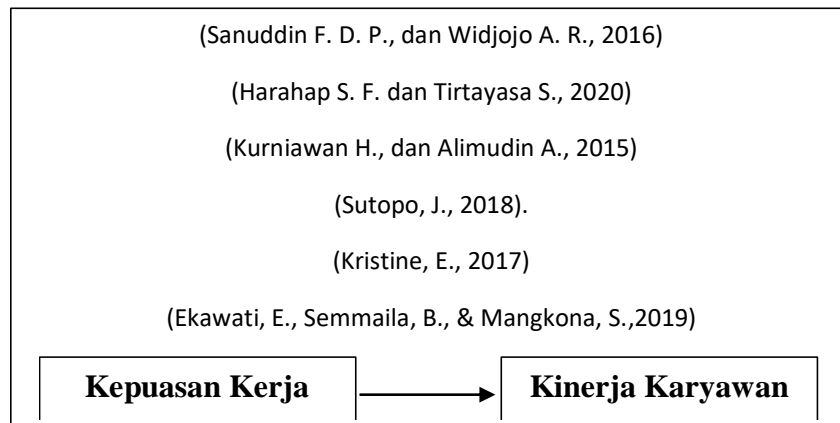 (Sanuddin F. D. P., dan Widjojo A. R., 2016)
(Harahap S. F. dan Tirtayasa S., 2020)
(Kurniawan H., dan Alimudin A., 2015)
(Sutopo, J., 2018).
(Kristine, E., 2017)
(Ekawati, E., Semmaila, B., & Mangkona, S.,2019)
Kepuasan Kerja
Kinerja Karyawan